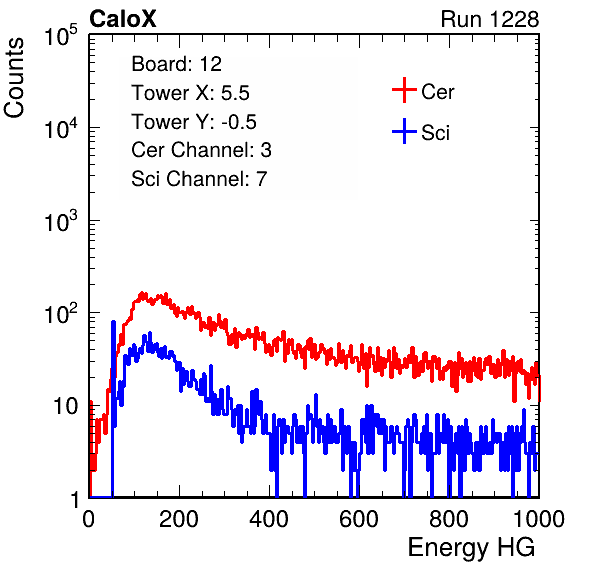 CaloX Run 1228
Counts
10^5
10^4
10^3
10^2
10
1
Board: 12
Tower X: 5.5
Tower Y: -0.5
Cer Channel: 3
Sci Channel: 7
Cer
Sci
0 200 400 600 800 1000
Energy HG